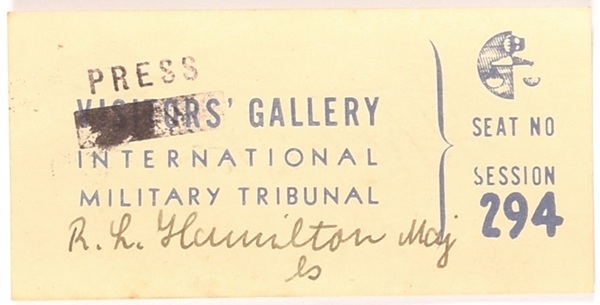 PRESS
VISITORS' GALLERY
INTERNATIONAL
MILITARY TRIBUNAL
R. L. Hamilton Maj
SEAT NO
SESSION
294